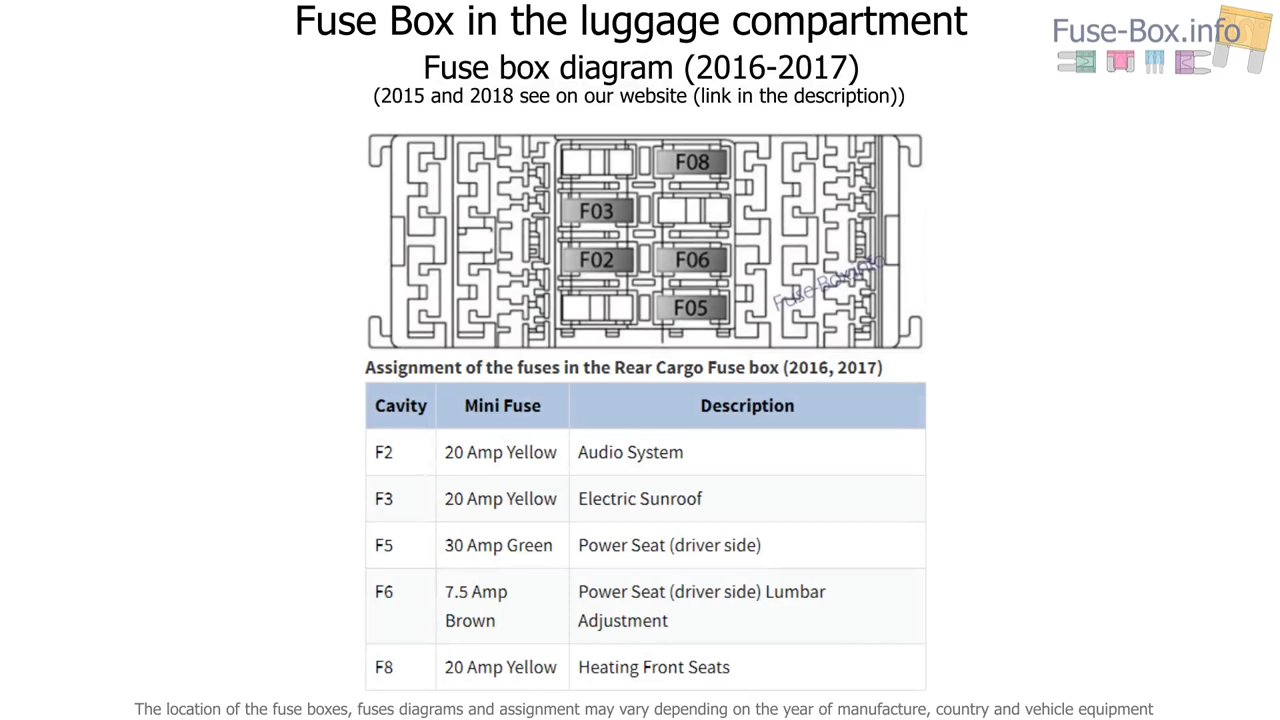 Fuse Box in the luggage compartment
Fuse-Box.info
Fuse box diagram (2016-2017)
(2015 and 2018 see on our website (link in the description))
F08
F03
F02 F06
F05
Fuse-Box.info
Assignment of the fuses in the Rear Cargo Fuse box (2016, 2017)
Cavity Mini Fuse Description
F2 20 Amp Yellow Audio System
F3 20 Amp Yellow Electric Sunroof
F5 30 Amp Green Power Seat (driver side)
F6 7.5 Amp Power Seat (driver side) Lumbar
Brown Adjustment
F8 20 Amp Yellow Heating Front Seats
The location of the fuse boxes, fuses diagrams and assignment may vary depending on the year of manufacture, country and vehicle equipment